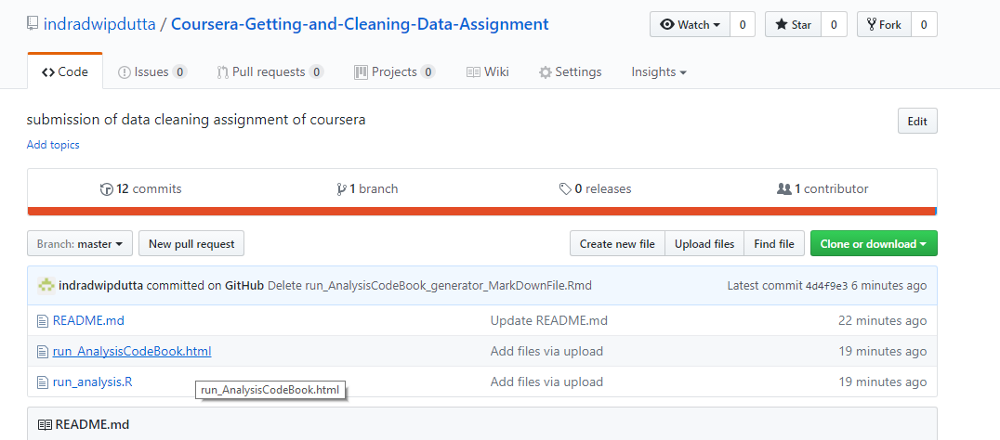 indradwipdutta / Coursera-Getting-and-Cleaning-Data-Assignment Watch 0 Star 0 Fork 0
Code Issues 0 Pull requests 0 Projects 0 Wiki Settings Insights
submission of data cleaning assignment of coursera Edit
Add topics
12 commits 1 branch 0 releases 1 contributor
Branch: master New pull request Create new file Upload files Find file Clone or download
indradwipdutta committed on GitHub Delete run_AnalysisCodeBook_generator_MarkDownFile.Rmd Latest commit 4d4f9e3 6 minutes ago
README.md Update README.md 22 minutes ago
run_AnalysisCodeBook.html Add files via upload 19 minutes ago
run_analysis.R Add files via upload 19 minutes ago
run_AnalysisCodeBook.html
README.md